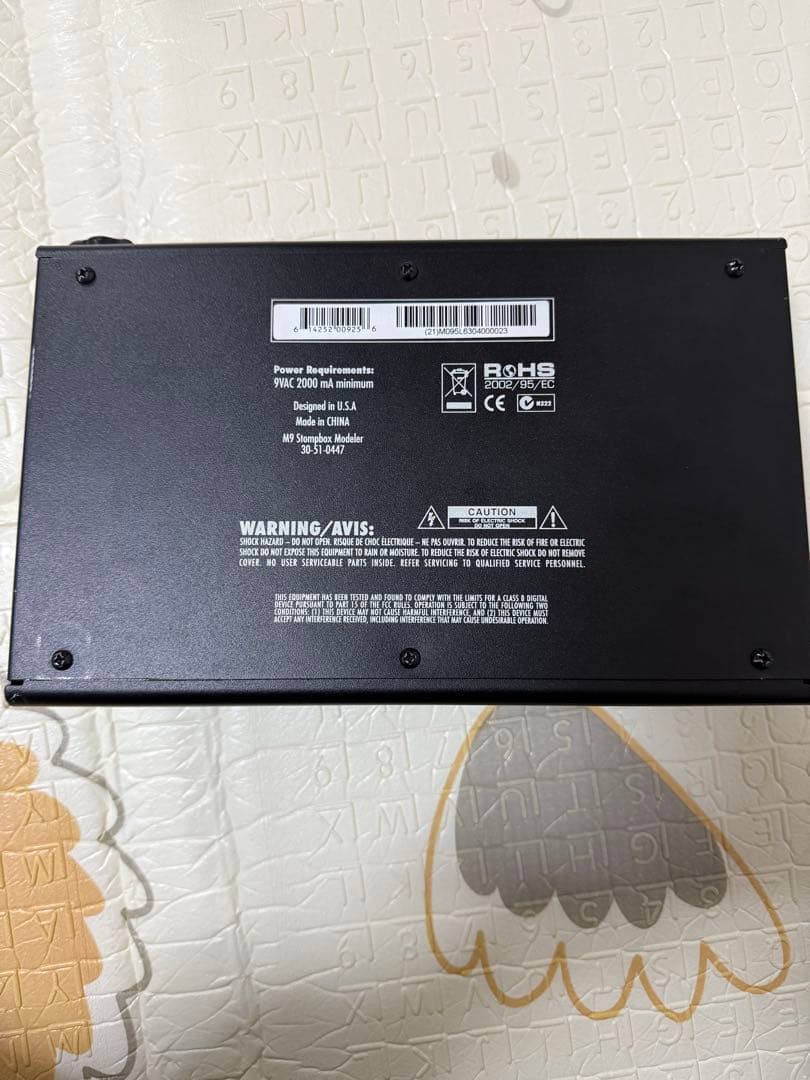 6 14252 00925 6
(21)M095L6304000023
Power Requirements:
9VAC 2000 mA minimum
Designed in U.S.A
Made in CHINA
M9 Stompbox Modeler
30-51-0447
ROHS
2002/95/EC
CE
N222
CAUTION
RISK OF ELECTRIC SHOCK
DO NOT OPEN
WARNING/AVIS:
SHOCK HAZARD – DO NOT OPEN. RISQUE DE CHOC ÉLECTRIQUE – NE PAS OUVRIR. TO REDUCE THE RISK OF FIRE OR ELECTRIC
SHOCK DO NOT EXPOSE THIS EQUIPMENT TO RAIN OR MOISTURE. TO REDUCE THE RISK OF ELECTRIC SHOCK DO NOT REMOVE
COVER. NO USER SERVICEABLE PARTS INSIDE. REFER SERVICING TO QUALIFIED SERVICE PERSONNEL.
THIS EQUIPMENT HAS BEEN TESTED AND FOUND TO COMPLY WITH THE LIMITS FOR A CLASS B DIGITAL
DEVICE PURSUANT TO PART 15 OF THE FCC RULES. OPERATION IS SUBJECT TO THE FOLLOWING TWO
CONDITIONS: (1) THIS DEVICE MAY NOT CAUSE HARMFUL INTERFERENCE, AND (2) THIS DEVICE MUST
ACCEPT ANY INTERFERENCE RECEIVED, INCLUDING INTERFERENCE THAT MAY CAUSE UNDESIRABLE OPERATION.